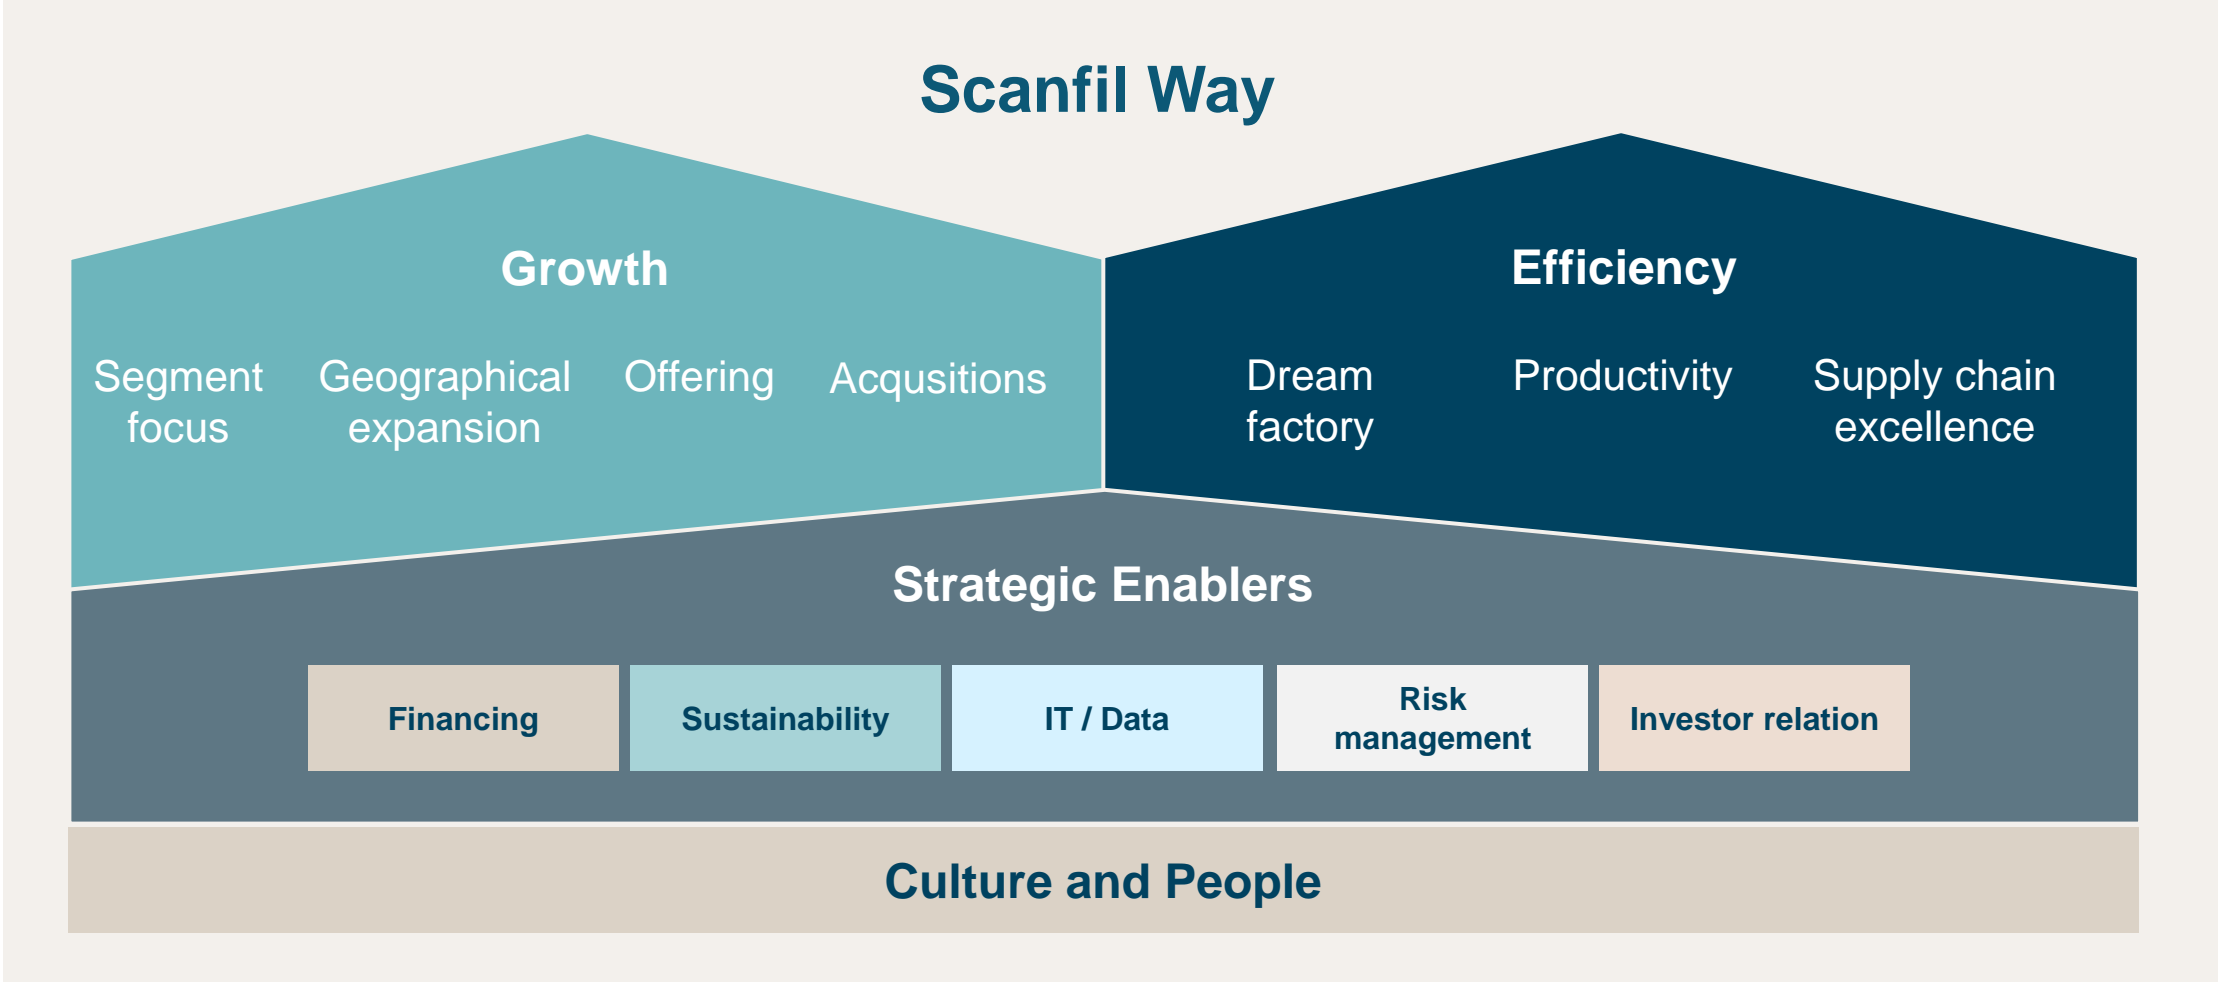 Scanfil Way
Growth
Segment
focus
Geographical
expansion
Offering
Acqusitions
Efficiency
Dream
factory
Productivity
Supply chain
excellence
Strategic Enablers
Financing
Sustainability
IT / Data
Risk
management
Investor relation
Culture and People